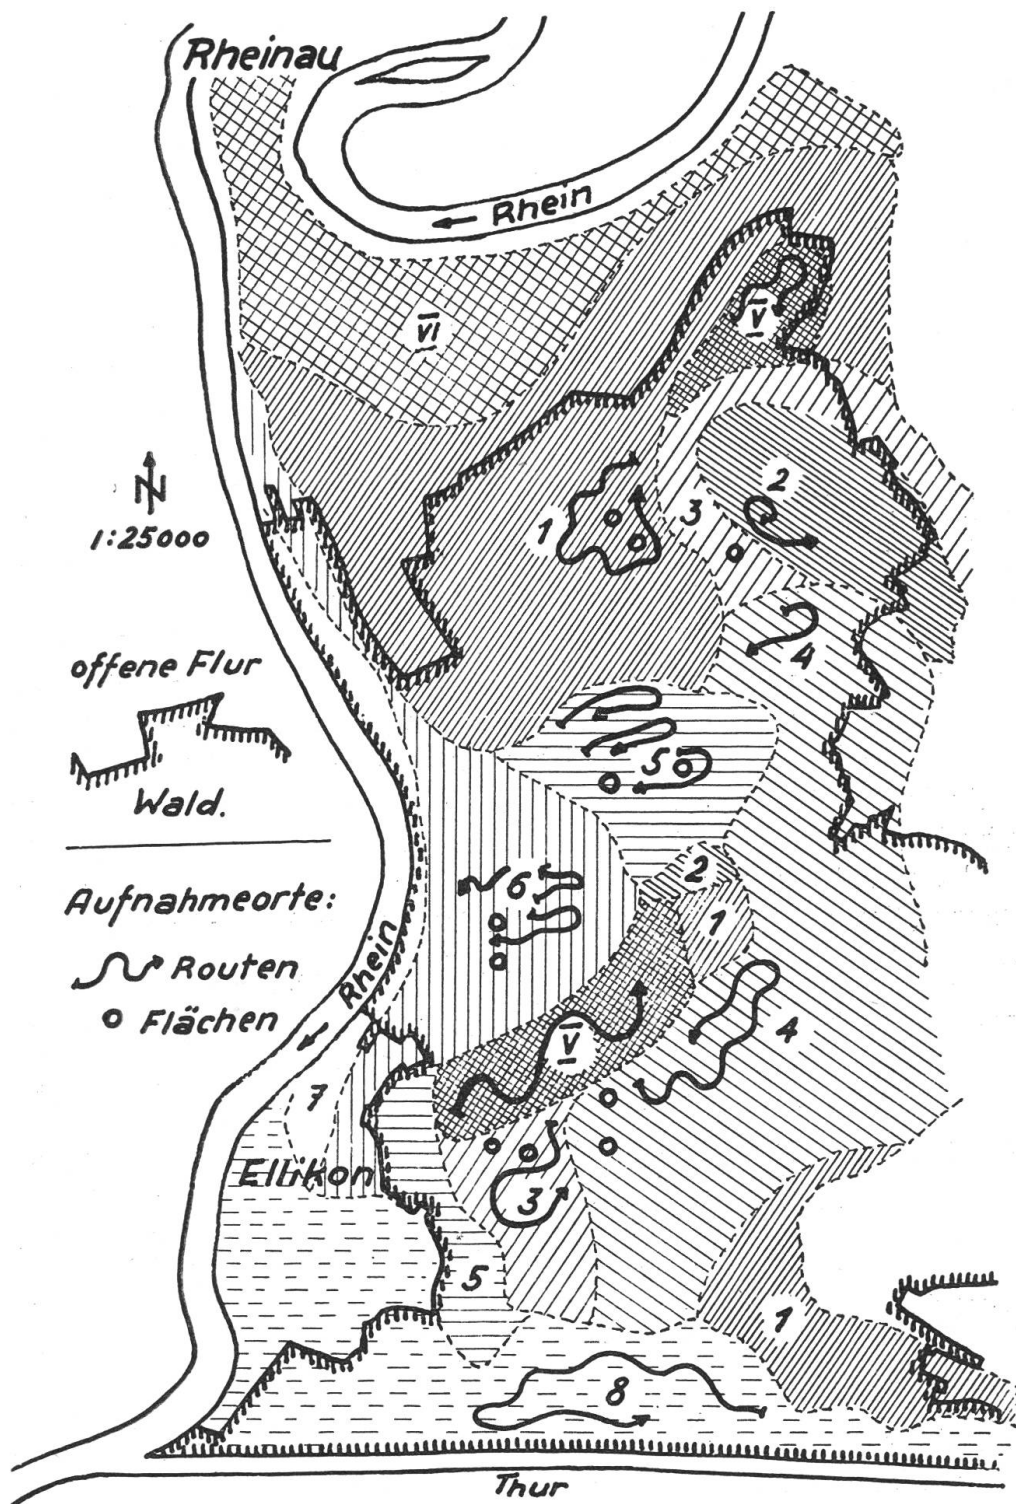 Rheinau
← Rhein
VI
V
N
1:25000
1
2
3
4
offene Flur
Wald.
5
Aufnahmeorte:
Routen
Flächen
Rhein
6
2
1
V
4
7
Ellikon
3
5
1
8
Thur